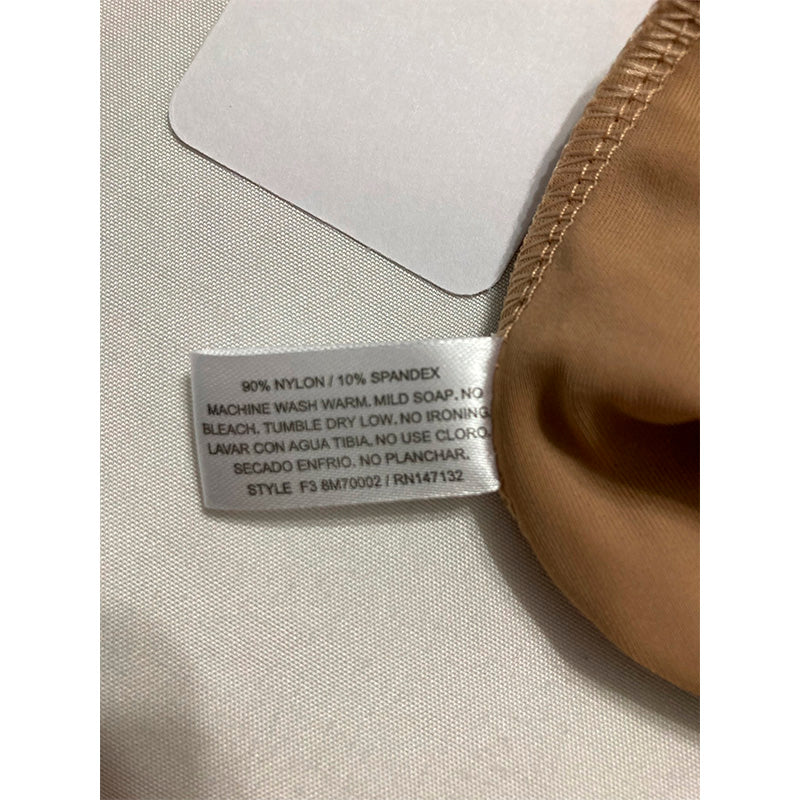 90% NYLON / 10% SPANDEX
MACHINE WASH WARM. MILD SOAP. NO
BLEACH. TUMBLE DRY LOW. NO IRONING.
LAVAR CON AGUA TIBIA. NO USE CLORO.
SECADO ENFRIO. NO PLANCHAR.
STYLE F3 8M70002 / RN147132